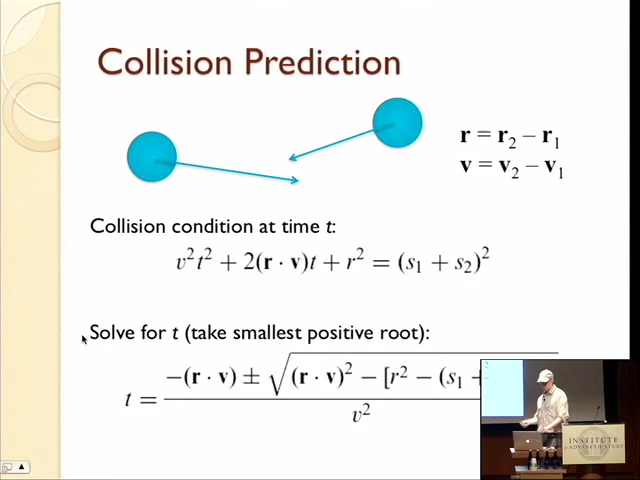 Collision Prediction
r = r₂ – r₁
v = v₂ – v₁
Collision condition at time t:
v²t² + 2(r · v)t + r² = (s₁ + s₂)²
Solve for t (take smallest positive root):
t = −(r · v) ± √(r · v)² − [r² − (s₁ +
v²
INSTITUTE
for ADVANCED STUDY